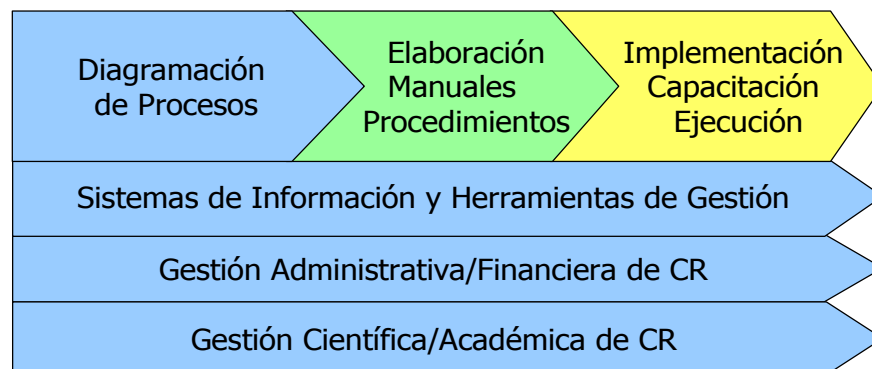 Diagramación
de Procesos
Elaboración
Manuales
Procedimientos
Implementación
Capacitación
Ejecución
Sistemas de Información y Herramientas de Gestión
Gestión Administrativa/Financiera de CR
Gestión Científica/Académica de CR